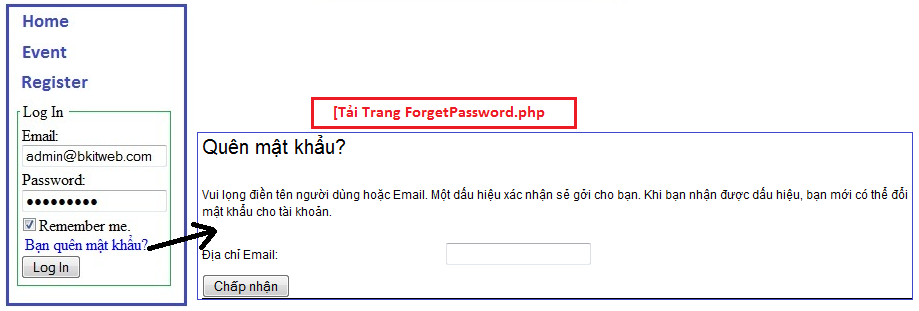 Home
Event
Register
Log In
Email:
admin@bkitweb.com
Password:
●●●●●●●●●
Remember me.
Bạn quên mật khẩu?
Log In
[Tải Trang ForgetPassword.php
Quên mật khẩu?
Vui lọng điền tên người dùng hoặc Email. Một dấu hiệu xác nhận sẽ gởi cho bạn. Khi bạn nhận được dấu hiệu, bạn mới có thể đổi
mật khẩu cho tài khoản.
Địa chỉ Email:
Chấp nhận